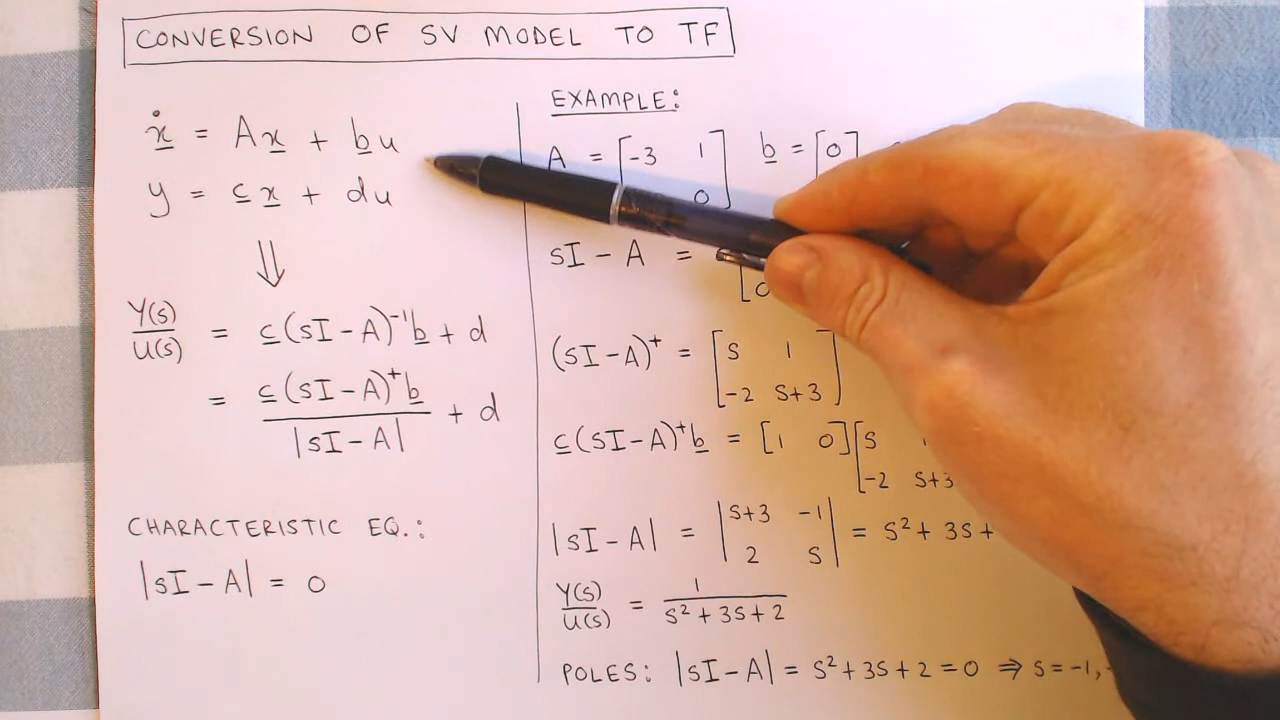 CONVERSION OF SV MODEL TO TF
ẋ = Ax + bu
y = cx + du
⇓
Y(s)/U(s) = c(sI-A)⁻¹b + d
= c(sI-A)⁺b / |sI-A| + d
CHARACTERISTIC EQ.:
|sI-A| = 0
EXAMPLE:
A = [-3 1
0] b = [0]
sI - A =
(sI-A)⁺ = [s 1
-2 s+3]
c(sI-A)⁺b = [1 0][s
-2 s+3
|sI-A| = |s+3 -1
2 s| = s² + 3s +
Y(s)/U(s) = 1/(s²+3s+2)
POLES: |sI-A| = s²+3s+2 = 0 ⇒ s = -1,